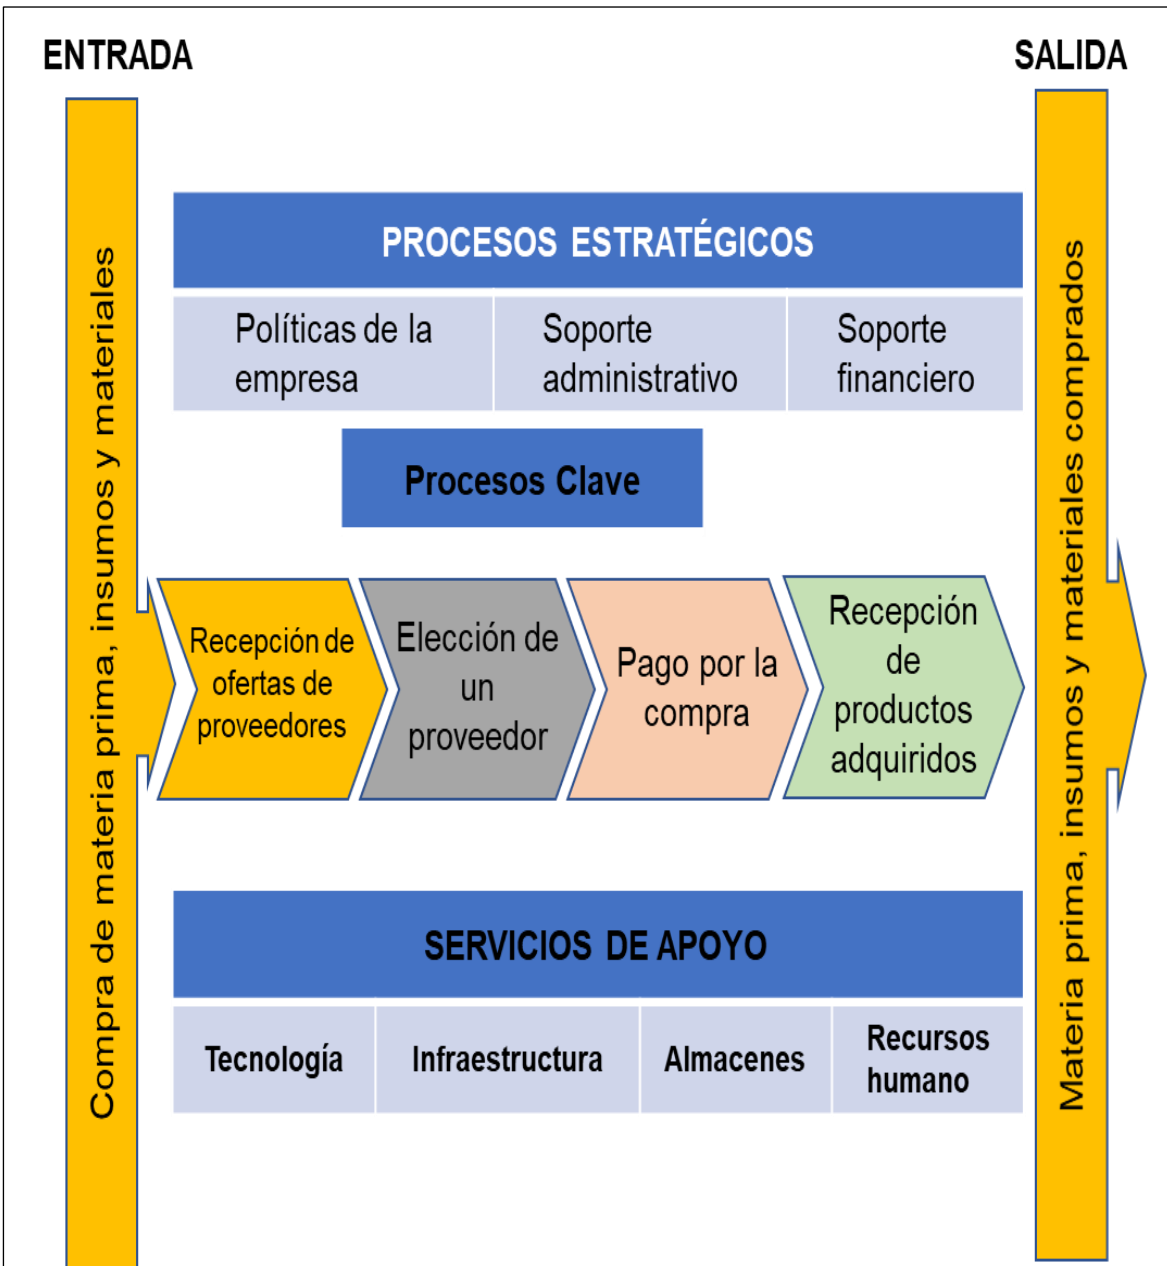 ENTRADA
SALIDA
Compra de materia prima, insumos y materiales
PROCESOS ESTRATÉGICOS
Políticas de la
empresa
Soporte
administrativo
Soporte
financiero
Procesos Clave
Recepción de
ofertas de
proveedores
Elección de
un
proveedor
Pago por la
compra
Recepción
de
productos
adquiridos
SERVICIOS DE APOYO
Tecnología
Infraestructura
Almacenes
Recursos
humano
Materia prima, insumos y materiales comprados